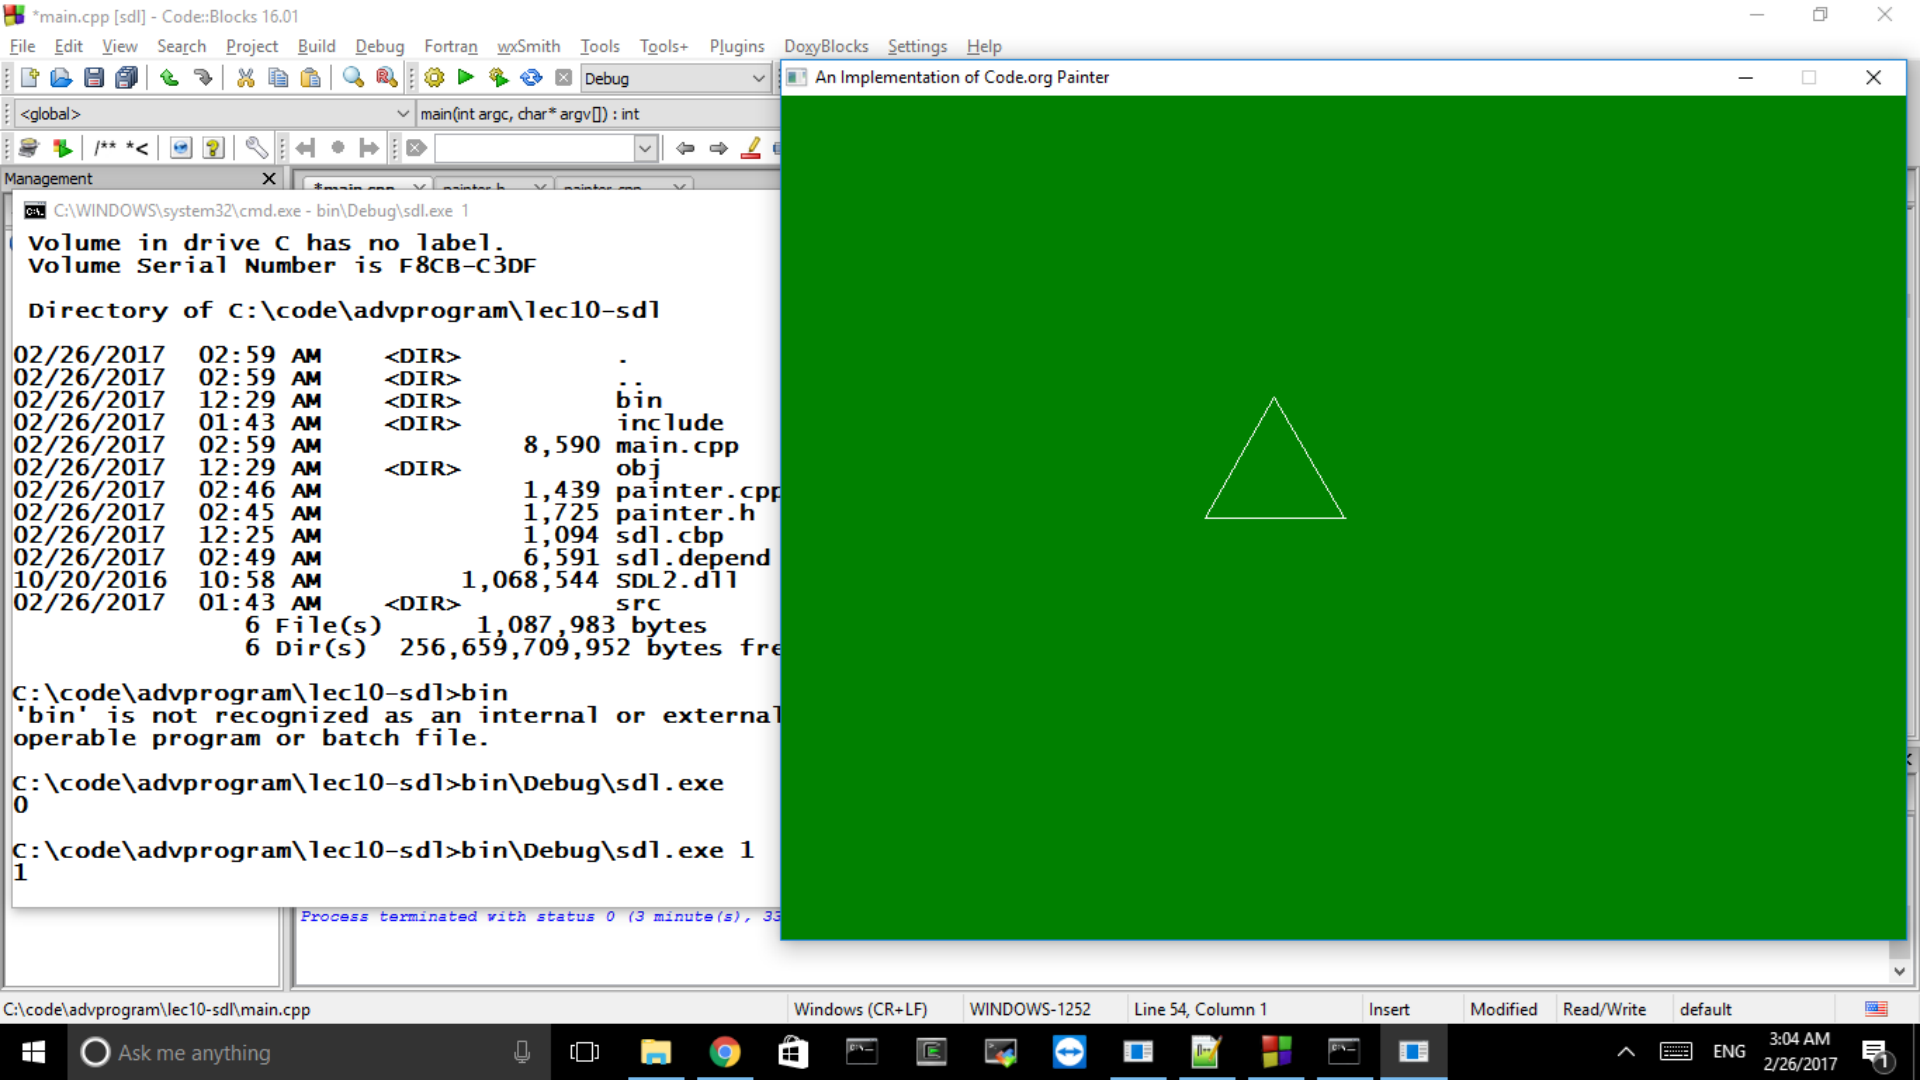 *main.cpp [sdl] - Code::Blocks 16.01
File Edit View Search Project Build Debug Fortran wxSmith Tools Tools+ Plugins DoxyBlocks Settings Help
Debug
An Implementation of Code.org Painter
<global>
main(int argc, char* argv[]) : int
/** *<
Management
*main.cpp painter.h painter.cpp
C:\WINDOWS\system32\cmd.exe - bin\Debug\sdl.exe 1
Volume in drive C has no label.
Volume Serial Number is F8CB-C3DF
Directory of C:\code\advprogram\lec10-sdl
02/26/2017 02:59 AM <DIR> .
02/26/2017 02:59 AM <DIR> ..
02/26/2017 12:29 AM <DIR> bin
02/26/2017 01:43 AM <DIR> include
02/26/2017 02:59 AM 8,590 main.cpp
02/26/2017 12:29 AM <DIR> obj
02/26/2017 02:46 AM 1,439 painter.cpp
02/26/2017 02:45 AM 1,725 painter.h
02/26/2017 12:25 AM 1,094 sdl.cbp
02/26/2017 02:49 AM 6,591 sdl.depend
10/20/2016 10:58 AM 1,068,544 SDL2.dll
02/26/2017 01:43 AM <DIR> src
6 File(s) 1,087,983 bytes
6 Dir(s) 256,659,709,952 bytes fre
C:\code\advprogram\lec10-sdl>bin
'bin' is not recognized as an internal or external
operable program or batch file.
C:\code\advprogram\lec10-sdl>bin\Debug\sdl.exe
0
C:\code\advprogram\lec10-sdl>bin\Debug\sdl.exe 1
1
Process terminated with status 0 (3 minute(s), 33
C:\code\advprogram\lec10-sdl\main.cpp
Windows (CR+LF)
WINDOWS-1252
Line 54, Column 1
Insert
Modified
Read/Write
default
Ask me anything
ENG
3:04 AM
2/26/2017
1